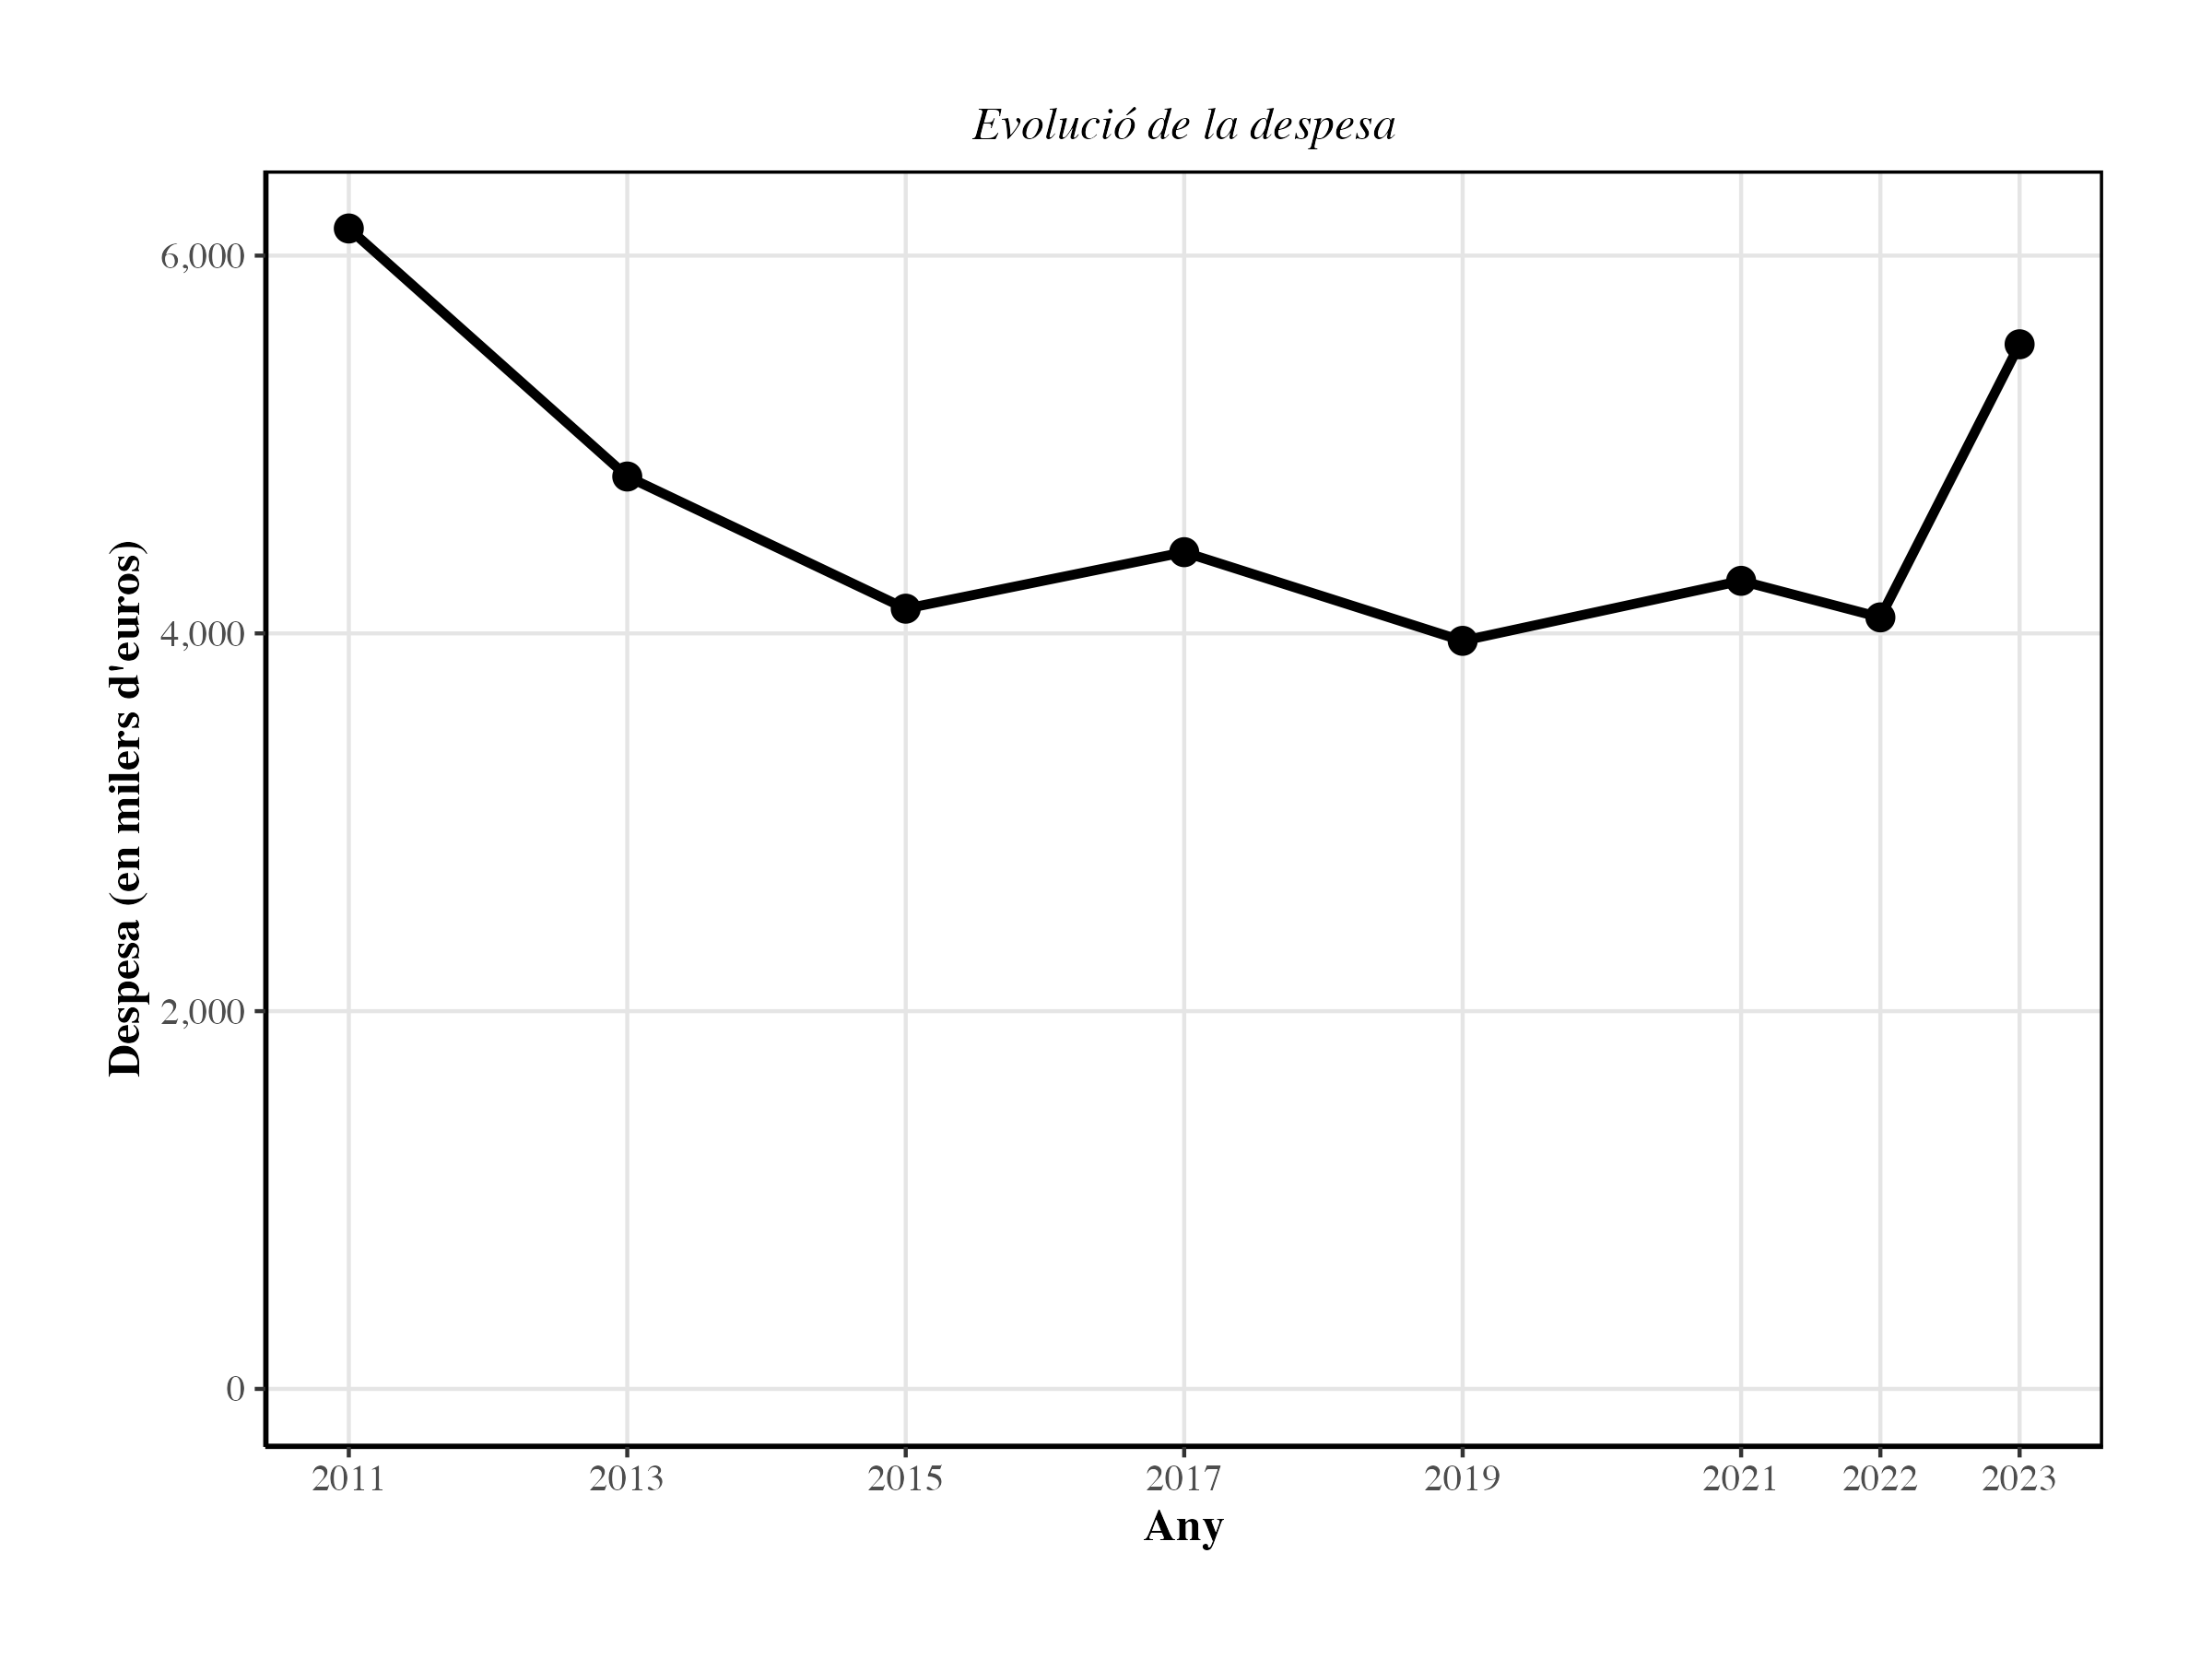 Evolució de la despesa
Despesa (en milers d'euros)
6,000
4,000
2,000
0
2011 2013 2015 2017 2019 2021 2022 2023
Any